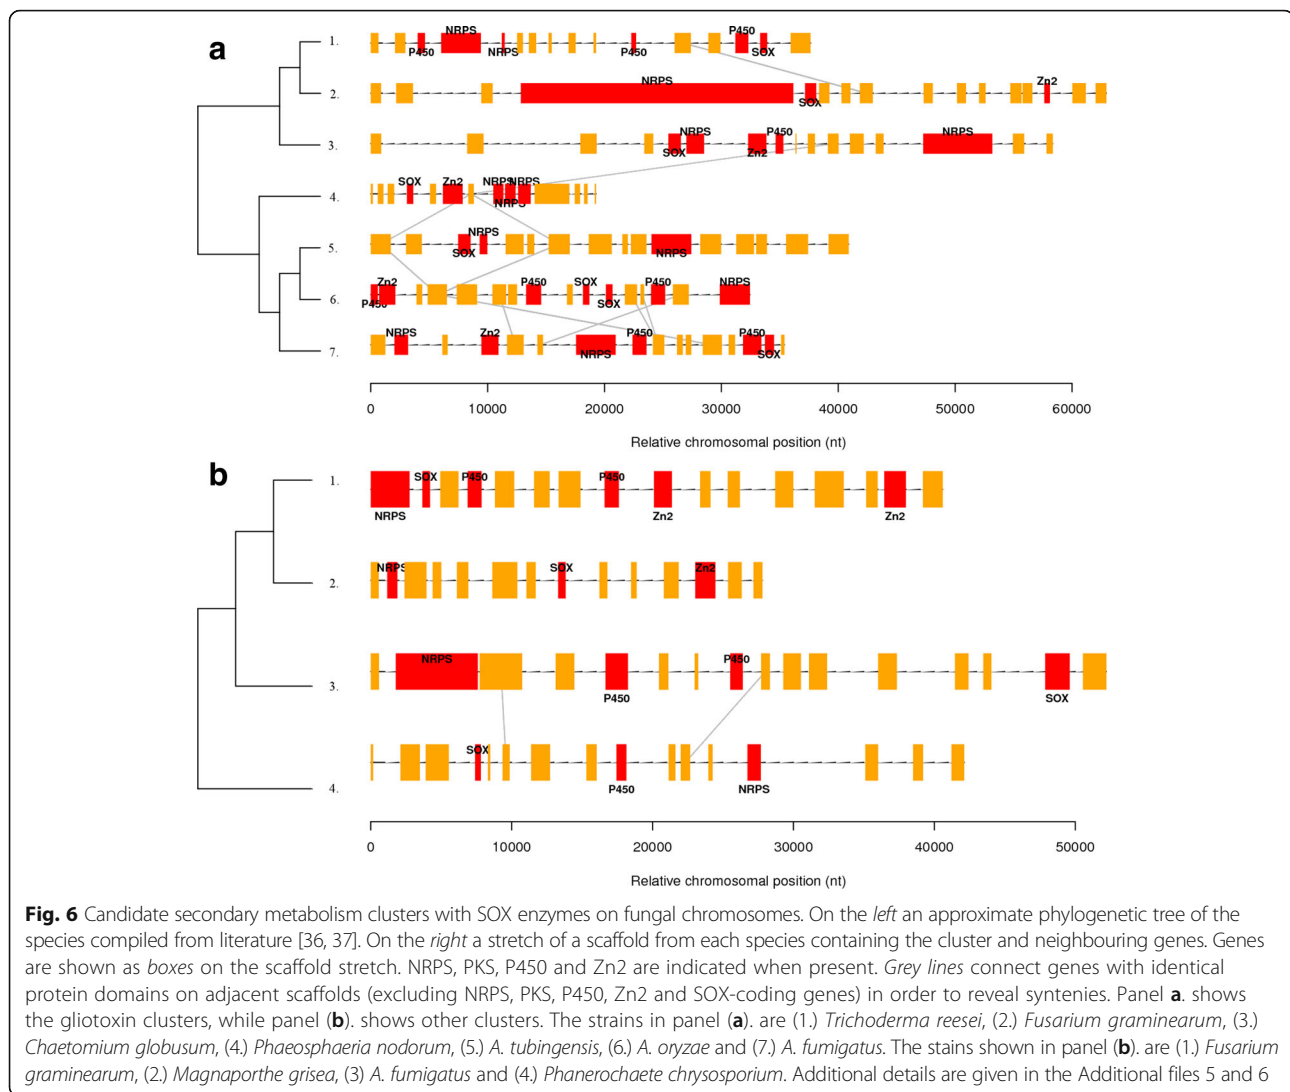 a
1.
P450
NRPS
NRPS
P450
P450
SOX
2.
NRPS
SOX
Zn2
3.
SOX
NRPS
Zn2
P450
NRPS
4.
SOX
Zn2
NRPS
NRPS
NRPS
5.
SOX
NRPS
NRPS
6.
P450
Zn2
P450
SOX
SOX
P450
NRPS
7.
NRPS
Zn2
NRPS
P450
P450
SOX
0 10000 20000 30000 40000 50000 60000
Relative chromosomal position (nt)
b
1.
NRPS
SOX
P450
P450
Zn2
Zn2
2.
NRPS
SOX
Zn2
3.
NRPS
P450
P450
SOX
4.
SOX
P450
NRPS
0 10000 20000 30000 40000 50000
Relative chromosomal position (nt)
Fig. 6 Candidate secondary metabolism clusters with SOX enzymes on fungal chromosomes. On the left an approximate phylogenetic tree of the
species compiled from literature [36, 37]. On the right a stretch of a scaffold from each species containing the cluster and neighbouring genes. Genes
are shown as boxes on the scaffold stretch. NRPS, PKS, P450 and Zn2 are indicated when present. Grey lines connect genes with identical
protein domains on adjacent scaffolds (excluding NRPS, PKS, P450, Zn2 and SOX-coding genes) in order to reveal syntenies. Panel a. shows
the gliotoxin clusters, while panel (b). shows other clusters. The strains in panel (a). are (1.) Trichoderma reesei, (2.) Fusarium graminearum, (3.)
Chaetomium globusum, (4.) Phaeosphaeria nodorum, (5.) A. tubingensis, (6.) A. oryzae and (7.) A. fumigatus. The stains shown in panel (b). are (1.) Fusarium
graminearum, (2.) Magnaporthe grisea, (3) A. fumigatus and (4.) Phanerochaete chrysosporium. Additional details are given in the Additional files 5 and 6